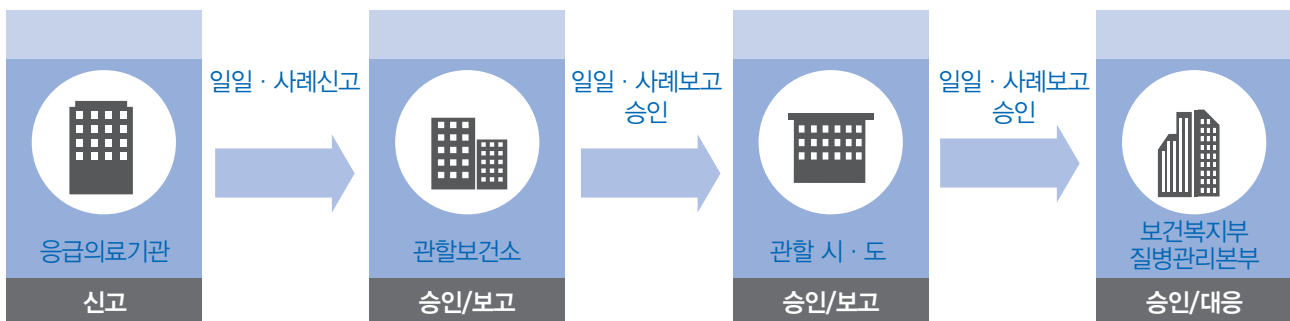 일일 · 사례신고
일일 · 사례보고
승인
일일 · 사례보고
승인
응급의료기관
관할보건소
관할 시 · 도
보건복지부
질병관리본부
신고
승인/보고
승인/보고
승인/대응